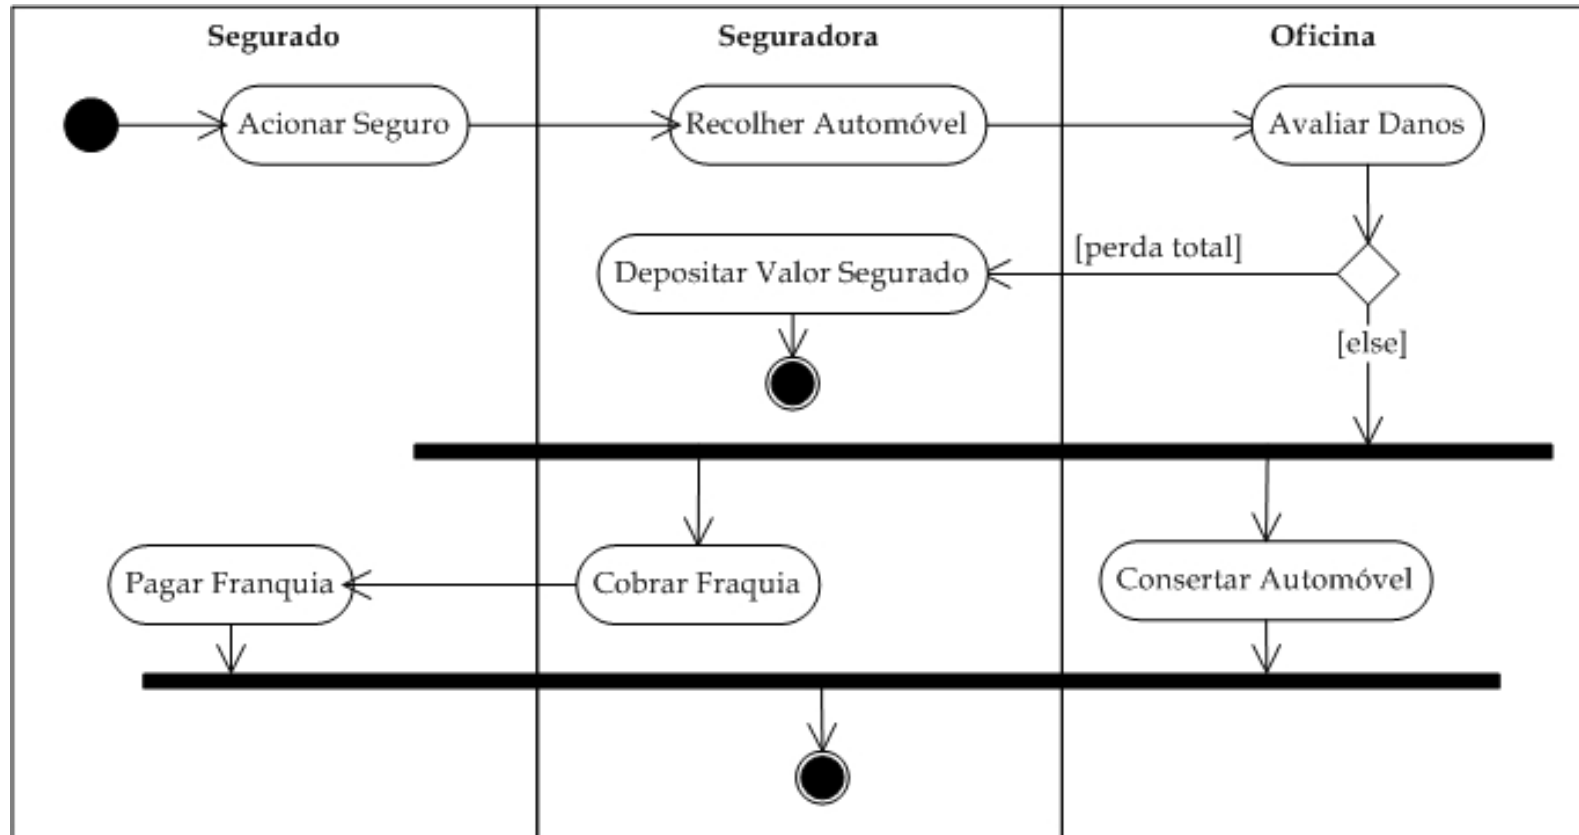 Segurado
Seguradora
Oficina
Acionar Seguro
Recolher Automóvel
Avaliar Danos
[perda total]
Depositar Valor Segurado
[else]
Pagar Franquia
Cobrar Fraquia
Consertar Automóvel